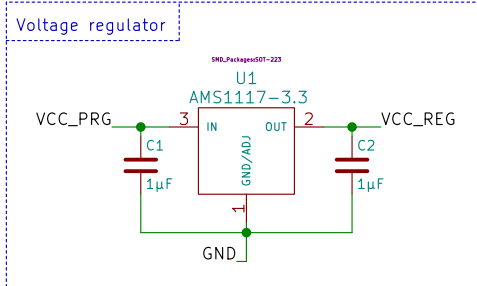 Voltage regulator
SMD_Packages:SOT-223
U1
AMS1117-3.3
VCC_PRG
3
IN
OUT
2
VCC_REG
C1
1µF
GND/ADJ
C2
1µF
1
GND